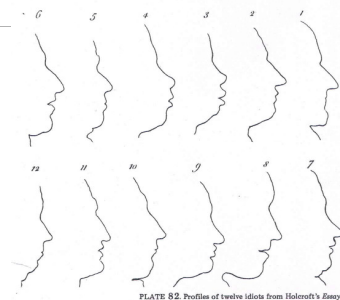 6 5 4 3 2 1
12 11 10 9 8 7
PLATE 82. Profiles of twelve idiots from Holcroft's Essay